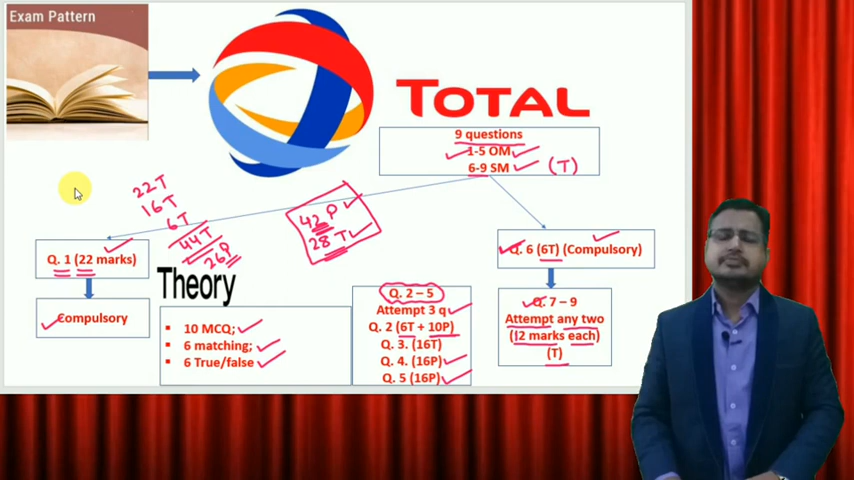 Exam Pattern
TOTAL
9 questions
1-5 OM
6-9 SM
(T)
22T
16T
6T
44T
26P
42 P
28 T
Q. 1 (22 marks)
Compulsory
Theory
10 MCQ;
6 matching;
6 True/false
Q. 2 – 5
Attempt 3 q
Q. 2 (6T + 10P)
Q. 3. (16T)
Q. 4. (16P)
Q. 5 (16P)
Q. 6 (6T) (Compulsory)
Q. 7 – 9
Attempt any two
(12 marks each)
(T)